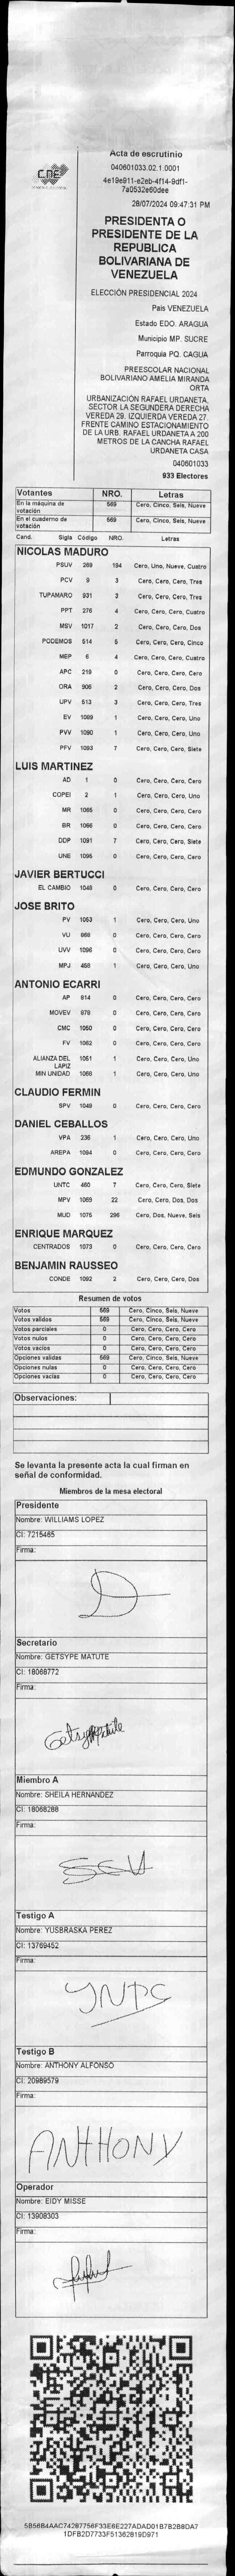 CNE
Acta de escrutinio
040601033.02.1.0001
4e19e911-e2eb-4f14-9df1-
7a0532e60dee
28/07/2024 09:47:31 PM
PRESIDENTA O
PRESIDENTE DE LA
REPUBLICA
BOLIVARIANA DE
VENEZUELA
ELECCIÓN PRESIDENCIAL 2024
Pais VENEZUELA
Estado EDO. ARAGUA
Municipio MP. SUCRE
Parroquia PQ. CAGUA
PREESCOLAR NACIONAL
BOLIVARIANO AMELIA MIRANDA
ORTA
URBANIZACIÓN RAFAEL URDANETA.
SECTOR LA SEGUNDERA DERECHA
VEREDA 29. IZQUIERDA VEREDA 27.
FRENTE CAMINO ESTACIONAMIENTO
DE LA URB. RAFAEL URDANETA A 200
METROS DE LA CANCHA RAFAEL
URDANETA CASA
040601033
933 Electores
Votantes NRO. Letras
En la máquina de votación 569 Cero, Cinco, Seis, Nueve
En el cuaderno de votación 569 Cero, Cinco, Seis, Nueve
Cand. Sigla Código NRO. Letras
NICOLAS MADURO
PSUV 269 194 Cero, Uno, Nueve, Cuatro
PCV 9 3 Cero, Cero, Cero, Tres
TUPAMARO 931 3 Cero, Cero, Cero, Tres
PPT 276 4 Cero, Cero, Cero, Cuatro
MSV 1017 2 Cero, Cero, Cero, Dos
PODEMOS 514 5 Cero, Cero, Cero, Cinco
MEP 6 4 Cero, Cero, Cero, Cuatro
APC 219 0 Cero, Cero, Cero, Cero
ORA 906 2 Cero, Cero, Cero, Dos
UPV 513 3 Cero, Cero, Cero, Tres
EV 1089 1 Cero, Cero, Cero, Uno
PVV 1090 1 Cero, Cero, Cero, Uno
PFV 1093 7 Cero, Cero, Cero, Siete
LUIS MARTINEZ
AD 1 0 Cero, Cero, Cero, Cero
COPEI 2 1 Cero, Cero, Cero, Uno
MR 1065 0 Cero, Cero, Cero, Cero
BR 1066 0 Cero, Cero, Cero, Cero
DDP 1091 7 Cero, Cero, Cero, Siete
UNE 1095 0 Cero, Cero, Cero, Cero
JAVIER BERTUCCI
EL CAMBIO 1048 0 Cero, Cero, Cero, Cero
JOSE BRITO
PV 1053 1 Cero, Cero, Cero, Uno
VU 868 0 Cero, Cero, Cero, Cero
UVV 1096 0 Cero, Cero, Cero, Cero
MPJ 458 1 Cero, Cero, Cero, Uno
ANTONIO ECARRI
AP 814 0 Cero, Cero, Cero, Cero
MOVEV 878 0 Cero, Cero, Cero, Cero
CMC 1050 0 Cero, Cero, Cero, Cero
FV 1062 0 Cero, Cero, Cero, Cero
ALIANZA DEL LAPIZ 1061 1 Cero, Cero, Cero, Uno
MIN UNIDAD 1068 1 Cero, Cero, Cero, Uno
CLAUDIO FERMIN
SPV 1049 0 Cero, Cero, Cero, Cero
DANIEL CEBALLOS
VPA 236 1 Cero, Cero, Cero, Uno
AREPA 1094 0 Cero, Cero, Cero, Cero
EDMUNDO GONZALEZ
UNTC 460 7 Cero, Cero, Cero, Siete
MPV 1069 22 Cero, Cero, Dos, Dos
MUD 1075 296 Cero, Dos, Nueve, Seis
ENRIQUE MARQUEZ
CENTRADOS 1073 0 Cero, Cero, Cero, Cero
BENJAMIN RAUSSEO
CONDE 1092 2 Cero, Cero, Cero, Dos
Resumen de votos
Votos 569 Cero, Cinco, Seis, Nueve
Votos validos 569 Cero, Cinco, Seis, Nueve
Votos parciales 0 Cero, Cero, Cero, Cero
Votos nulos 0 Cero, Cero, Cero, Cero
Votos vacios 0 Cero, Cero, Cero, Cero
Opciones validas 569 Cero, Cinco, Seis, Nueve
Opciones nulas 0 Cero, Cero, Cero, Cero
Opciones vacias 0 Cero, Cero, Cero, Cero
Observaciones:
Se levanta la presente acta la cual firman en
señal de conformidad.
Miembros de la mesa electoral
Presidente
Nombre: WILLIAMS LOPEZ
CI: 7215465
Firma:
Secretario
Nombre: GETSYPE MATUTE
CI: 18068772
Firma:
Getsype Matute
Miembro A
Nombre: SHEILA HERNANDEZ
CI: 18068288
Firma:
Testigo A
Nombre: YUSBRASKA PEREZ
CI: 13769452
Firma:
Testigo B
Nombre: ANTHONY ALFONSO
CI: 20989579
Firma:
ANTHONY
Operador
Nombre: EIDY MISSE
CI: 13908303
Firma:
5B56B4AAC74287756F33E6E227ADAD01B7B2B8DA7
1DFB2D7733F51362819D971